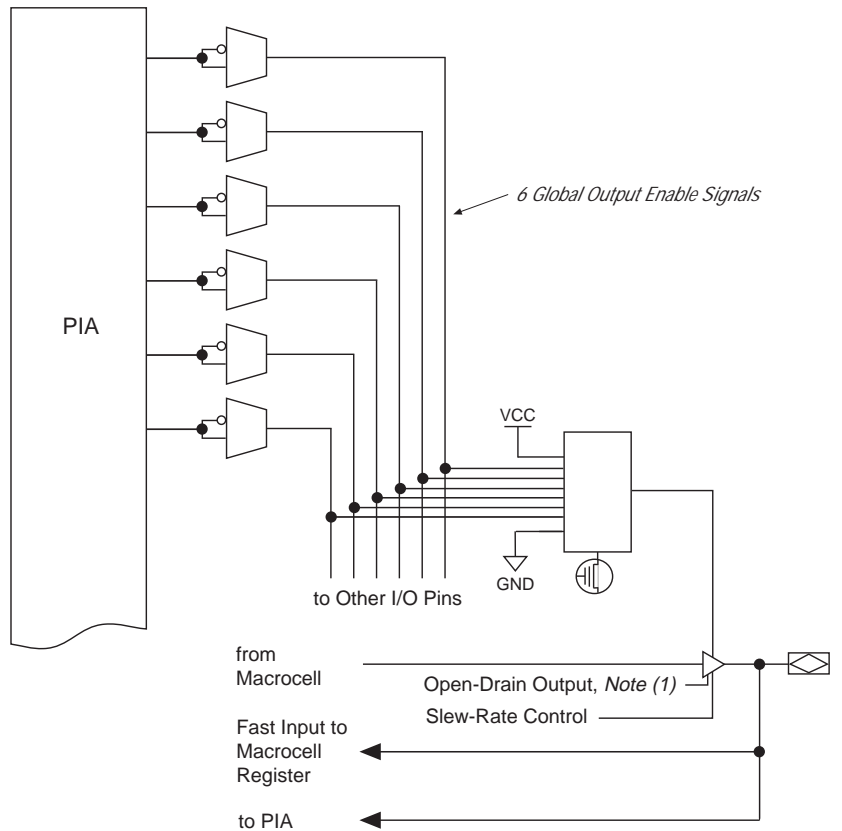 6 Global Output Enable Signals
PIA
VCC
GND
to Other I/O Pins
from
Macrocell
Open-Drain Output, Note (1)
Slew-Rate Control
Fast Input to
Macrocell
Register
to PIA